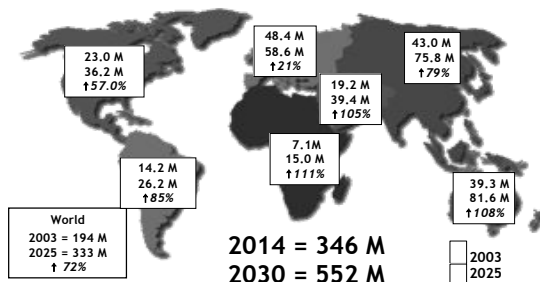 23.0 M
36.2 M
↑57.0%
48.4 M
58.6 M
↑21%
43.0 M
75.8 M
↑79%
19.2 M
39.4 M
↑105%
7.1M
15.0 M
↑111%
14.2 M
26.2 M
↑85%
39.3 M
81.6 M
↑108%
World
2003 = 194 M
2025 = 333 M
↑ 72%
2014 = 346 M
2030 = 552 M
2003
2025